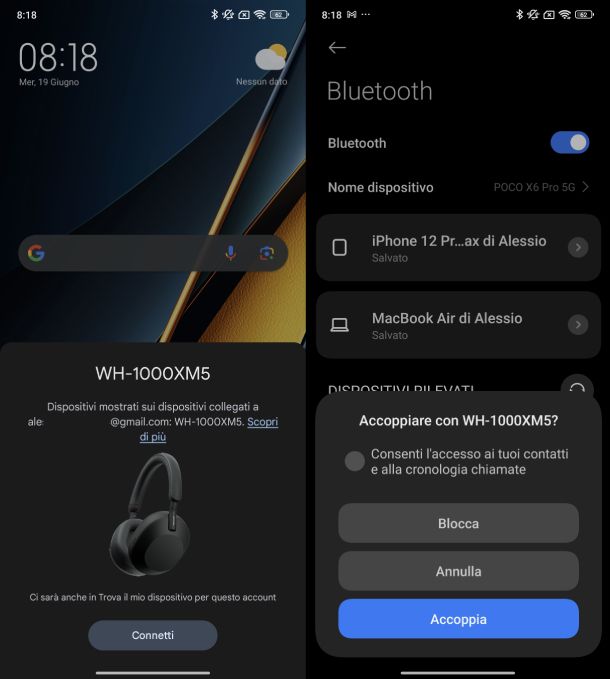 8:18
62
08:18
Mer, 19 Giugno
Nessun dato
WH-1000XM5
Dispositivi mostrati sui dispositivi collegati a
ale @gmail.com: WH-1000XM5. Scopri
di più
Ci sarà anche in Trova il mio dispositivo per questo account
Connetti
8:18
62
Bluetooth
Bluetooth
Nome dispositivo
POCO X6 Pro 5G
iPhone 12 Pr...ax di Alessio
Salvato
MacBook Air di Alessio
Salvato
DISPOSITIVI RILEVATI
Accoppiare con WH-1000XM5?
Consenti l'accesso ai tuoi contatti
e alla cronologia chiamate
Blocca
Annulla
Accoppia